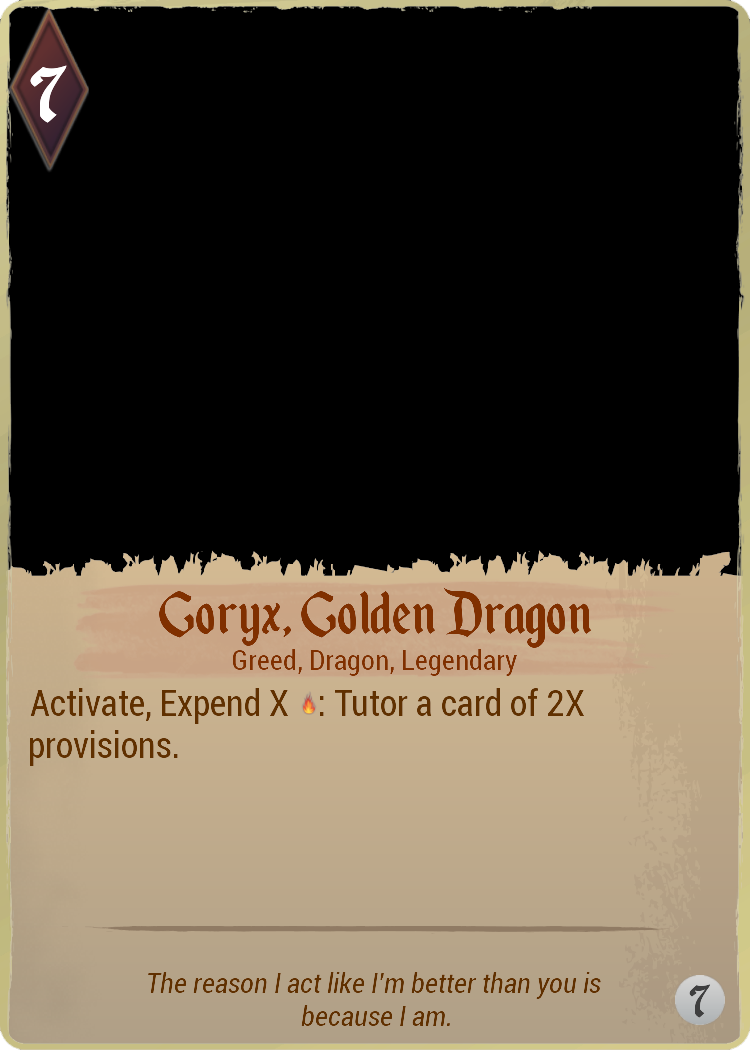 7
Goryx, Golden Dragon
Greed, Dragon, Legendary
Activate, Expend X 🔥: Tutor a card of 2X
provisions.
The reason I act like I'm better than you is
because I am.
7